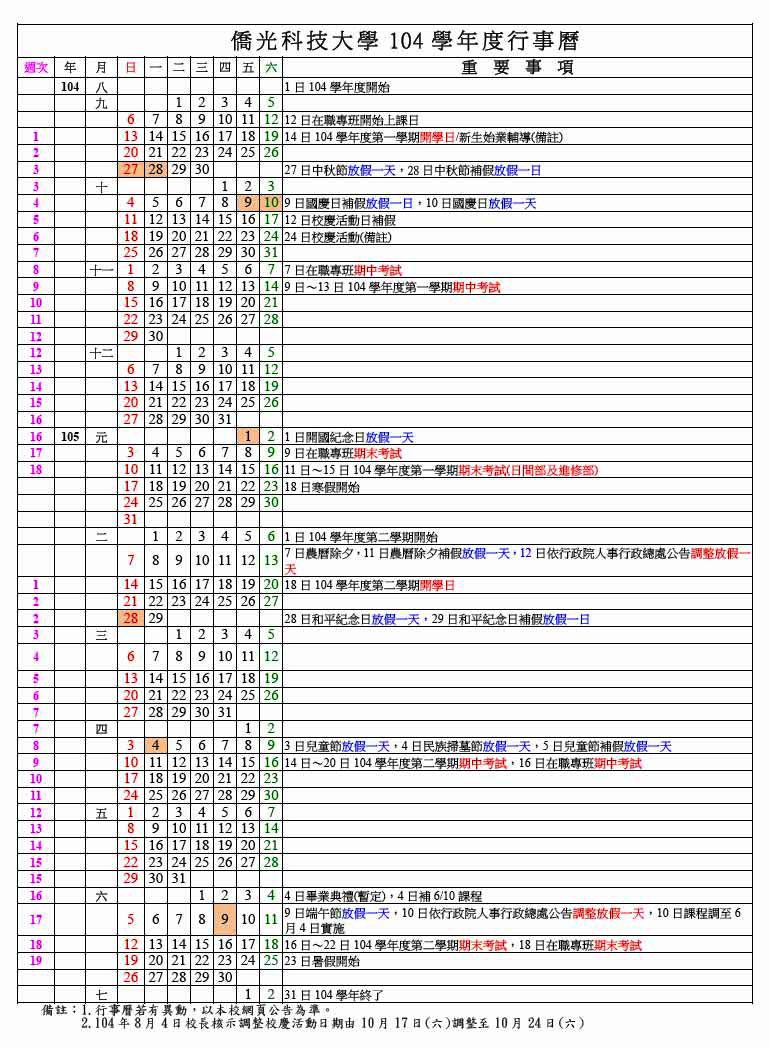 僑光科技大學 104 學年度行事曆
週次 年 月 日 一 二 三 四 五 六 重 要 事 項
104 八 1 日 104 學年度開始
九 1 2 3 4 5
6 7 8 9 10 11 12 12 日在職專班開始上課日
1 13 14 15 16 17 18 19 14 日 104 學年度第一學期開學日/新生始業輔導(備註)
2 20 21 22 23 24 25 26
3 27 28 29 30 27 日中秋節放假一天，28 日中秋節補假放假一日
3 十 1 2 3
4 4 5 6 7 8 9 10 9 日國慶日補假放假一日，10 日國慶日放假一天
5 11 12 13 14 15 16 17 12 日校慶活動日補假
6 18 19 20 21 22 23 24 24 日校慶活動(備註)
7 25 26 27 28 29 30 31
8 十一 1 2 3 4 5 6 7 7 日在職專班期中考試
9 8 9 10 11 12 13 14 9 日～13 日 104 學年度第一學期期中考試
10 15 16 17 18 19 20 21
11 22 23 24 25 26 27 28
12 29 30
12 十二 1 2 3 4 5
13 6 7 8 9 10 11 12
14 13 14 15 16 17 18 19
15 20 21 22 23 24 25 26
16 27 28 29 30 31
16 105 元 1 2 1 日開國紀念日放假一天
17 3 4 5 6 7 8 9 9 日在職專班期末考試
18 10 11 12 13 14 15 16 11 日～15 日 104 學年度第一學期期末考試(日間部及進修部)
17 18 19 20 21 22 23 18 日寒假開始
24 25 26 27 28 29 30
31
二 1 2 3 4 5 6 1 日 104 學年度第二學期開始
7 8 9 10 11 12 13 7 日農曆除夕，11 日農曆除夕補假放假一天，12 日依行政院人事行政總處公告調整放假一
天
1 14 15 16 17 18 19 20 18 日 104 學年度第二學期開學日
2 21 22 23 24 25 26 27
2 28 29 28 日和平紀念日放假一天，29 日和平紀念日補假放假一日
3 三 1 2 3 4 5
4 6 7 8 9 10 11 12
5 13 14 15 16 17 18 19
6 20 21 22 23 24 25 26
7 27 28 29 30 31
7 四 1 2
8 3 4 5 6 7 8 9 3 日兒童節放假一天，4 日民族掃墓節放假一天，5 日兒童節補假放假一天
9 10 11 12 13 14 15 16 14 日～20 日 104 學年度第二學期期中考試，16 日在職專班期中考試
10 17 18 19 20 21 22 23
11 24 25 26 27 28 29 30
12 五 1 2 3 4 5 6 7
13 8 9 10 11 12 13 14
14 15 16 17 18 19 20 21
15 22 23 24 25 26 27 28
15 29 30 31
16 六 1 2 3 4 4 日畢業典禮(暫定)，4 日補 6/10 課程
17 5 6 7 8 9 10 11 9 日端午節放假一天，10 日依行政院人事行政總處公告調整放假一天，10 日課程調至 6
月 4 日實施
18 12 13 14 15 16 17 18 16 日～22 日 104 學年度第二學期期末考試，18 日在職專班期末考試
19 19 20 21 22 23 24 25 23 日暑假開始
26 27 28 29 30
七 1 2 31 日 104 學年終了
備註：1.行事曆若有異動，以本校網頁公告為準。
2.104 年 8 月 4 日校長核示調整校慶活動日期由 10 月 17 日(六)調整至 10 月 24 日(六)